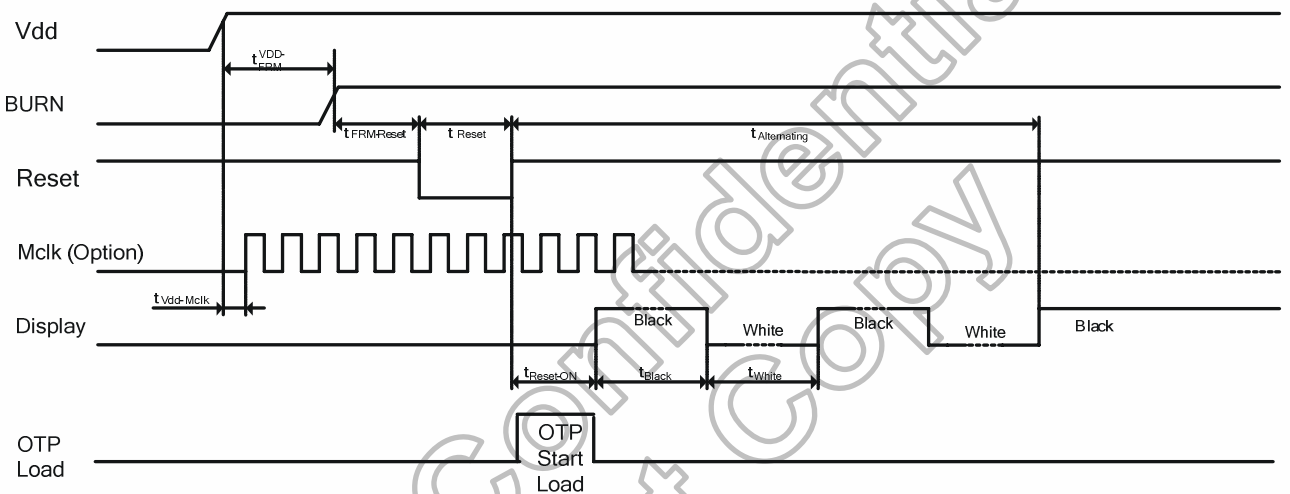 Vdd
t VDD-FRM
BURN
t FRM-Reset
t Reset
t Alternating
Reset
Mclk (Option)
t Vdd-Mclk
Display
Black
White
Black
White
Black
t Reset-ON
t Black
t White
OTP
Load
OTP
Start
Load
Confidential
Copy